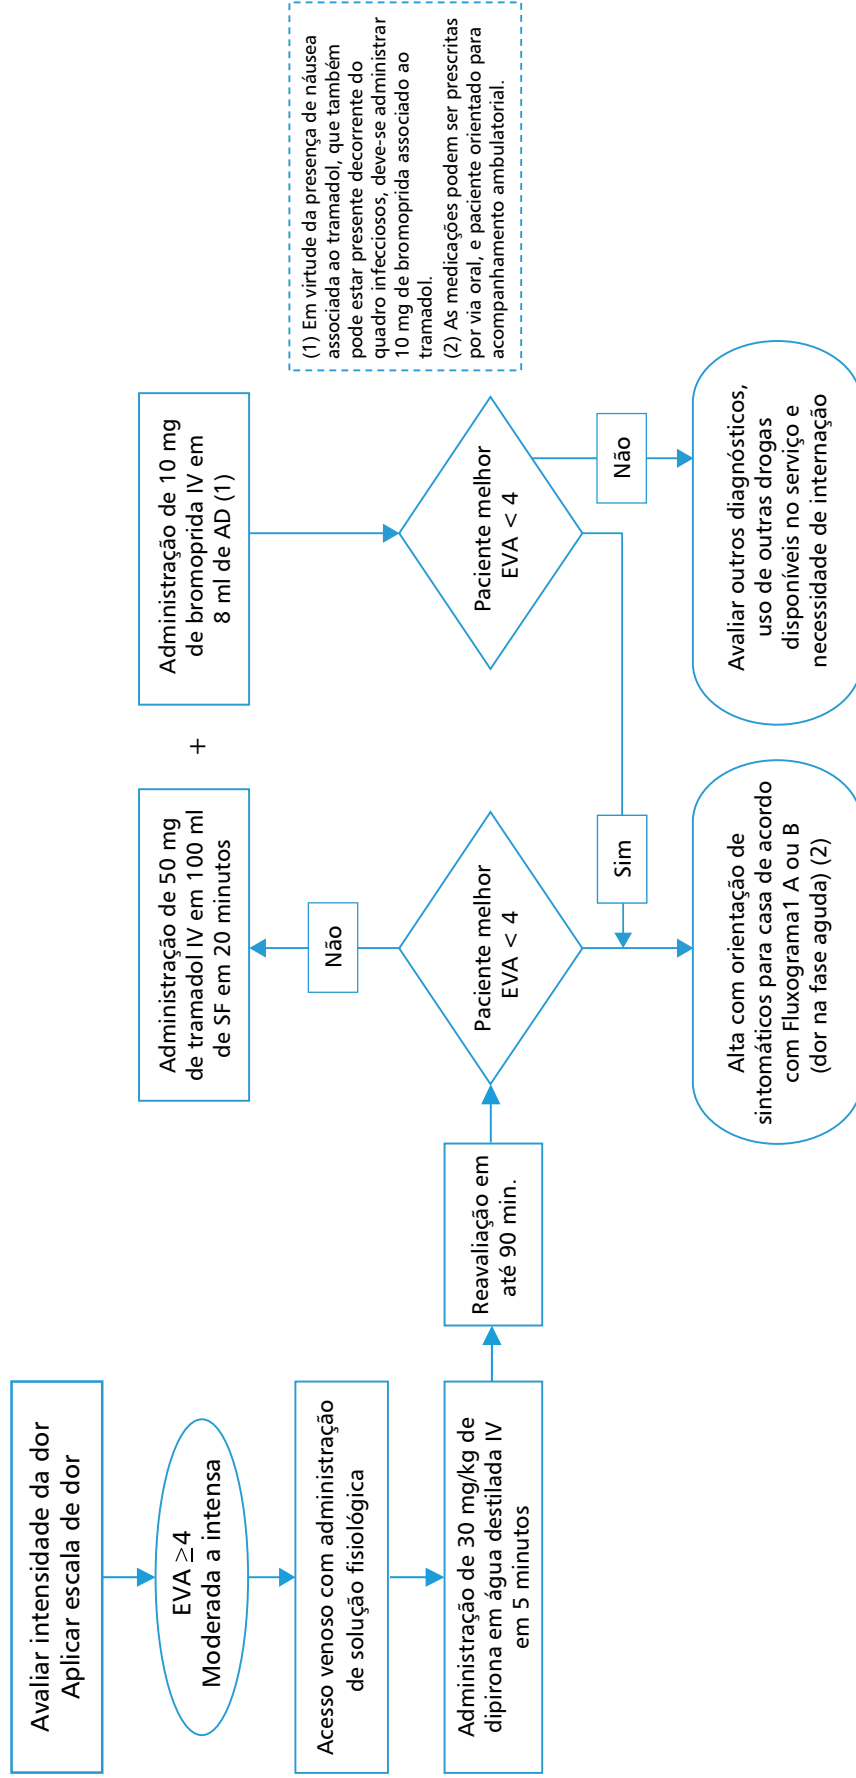 Avaliar intensidade da dor
Aplicar escala de dor
EVA ≥4
Moderada a intensa
Acesso venoso com administração
de solução fisiológica
Administração de 30 mg/kg de
dipirona em água destilada IV
em 5 minutos
Reavaliação em
até 90 min.
Paciente melhor
EVA < 4
Não
Administração de 50 mg
de tramadol IV em 100 ml
de SF em 20 minutos
+
Administração de 10 mg
de bromoprida IV em
8 ml de AD (1)
Paciente melhor
EVA < 4
Sim
Não
Alta com orientação de
sintomáticos para casa de acordo
com Fluxograma1 A ou B
(dor na fase aguda) (2)
Avaliar outros diagnósticos,
uso de outras drogas
disponíveis no serviço e
necessidade de internação
(1) Em virtude da presença de náusea
associada ao tramadol, que também
pode estar presente decorrente do
quadro infecciosos, deve-se administrar
10 mg de bromoprida associado ao
tramadol.
(2) As medicações podem ser prescritas
por via oral, e paciente orientado para
acompanhamento ambulatorial.